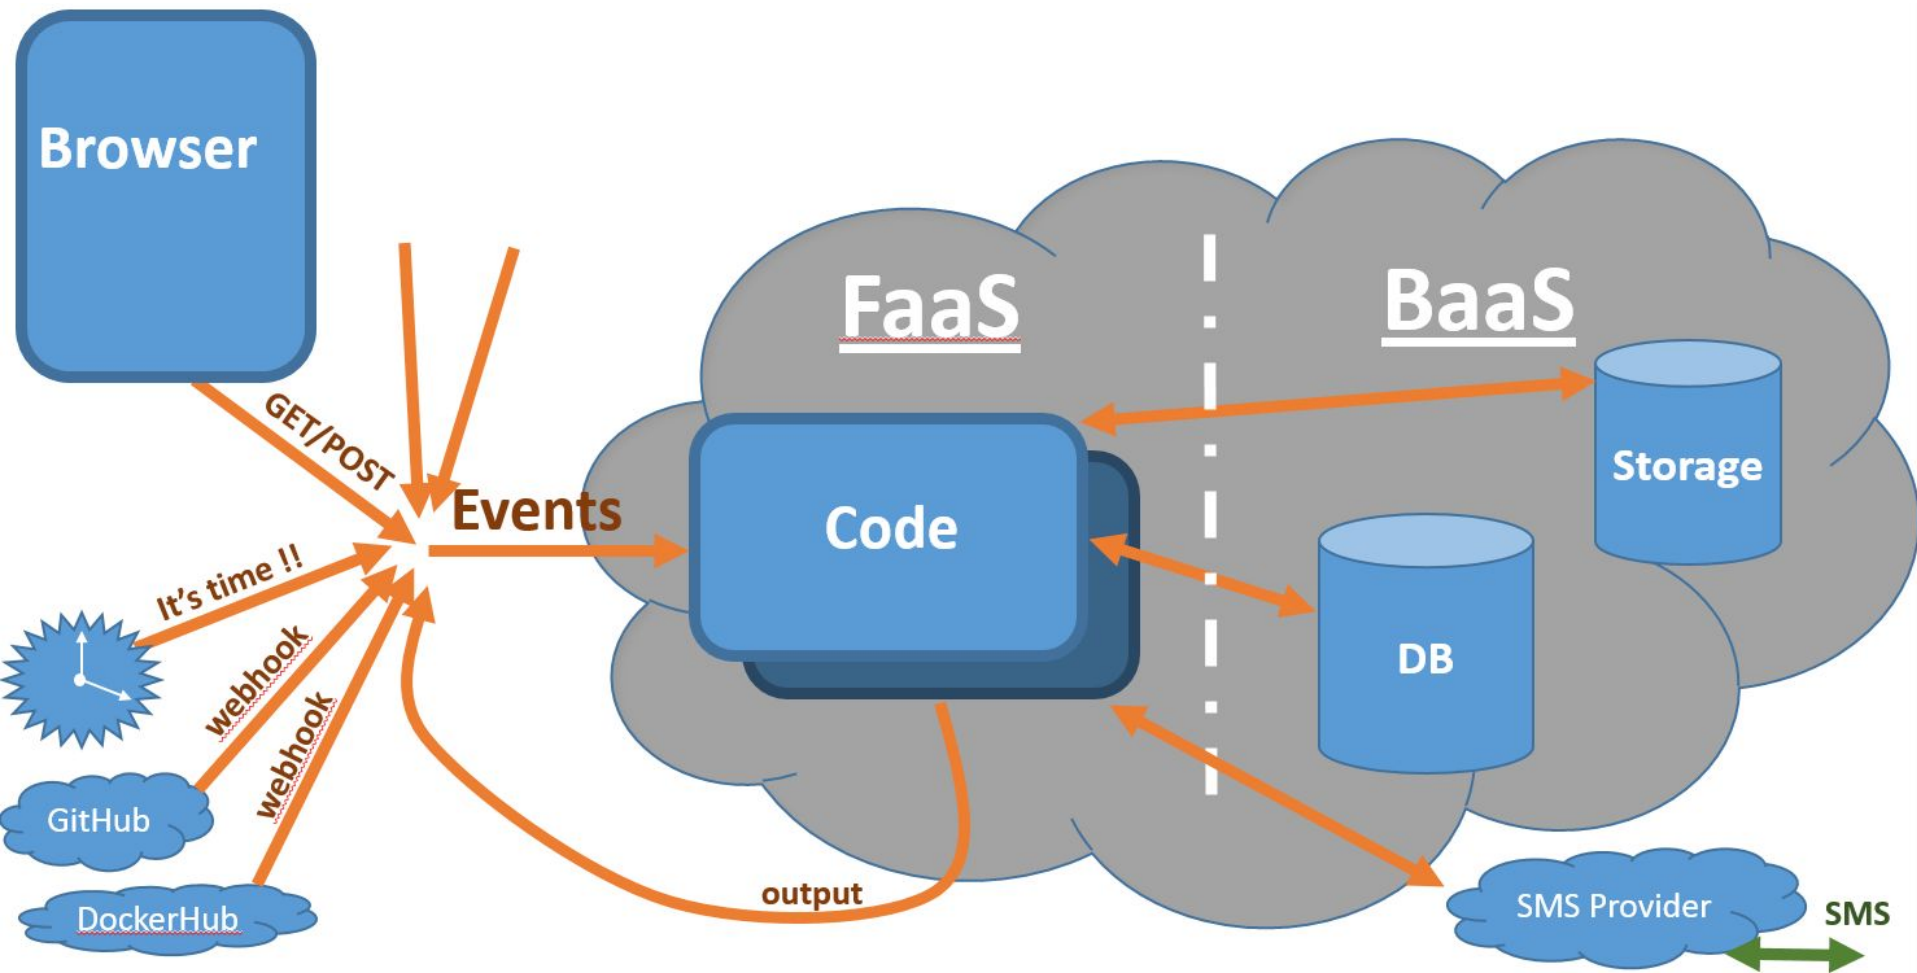 Browser
FaaS
BaaS
GET/POST
Events
Storage
Code
It's time !!
webhook
webhook
DB
GitHub
DockerHub
output
SMS Provider
SMS